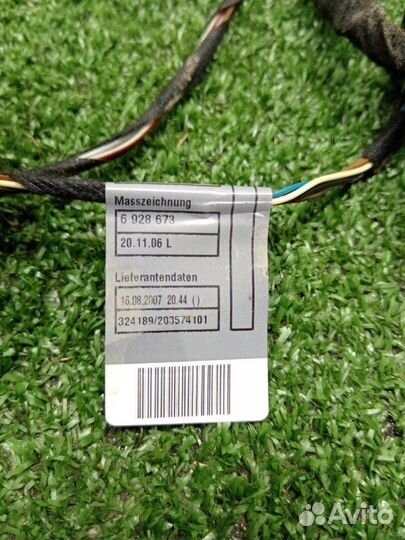 Masszeichnung
6 928 673
20.11.06 L
Lieferantendaten
16.08.2007 20.44 ( )
324189/203574101
Avito